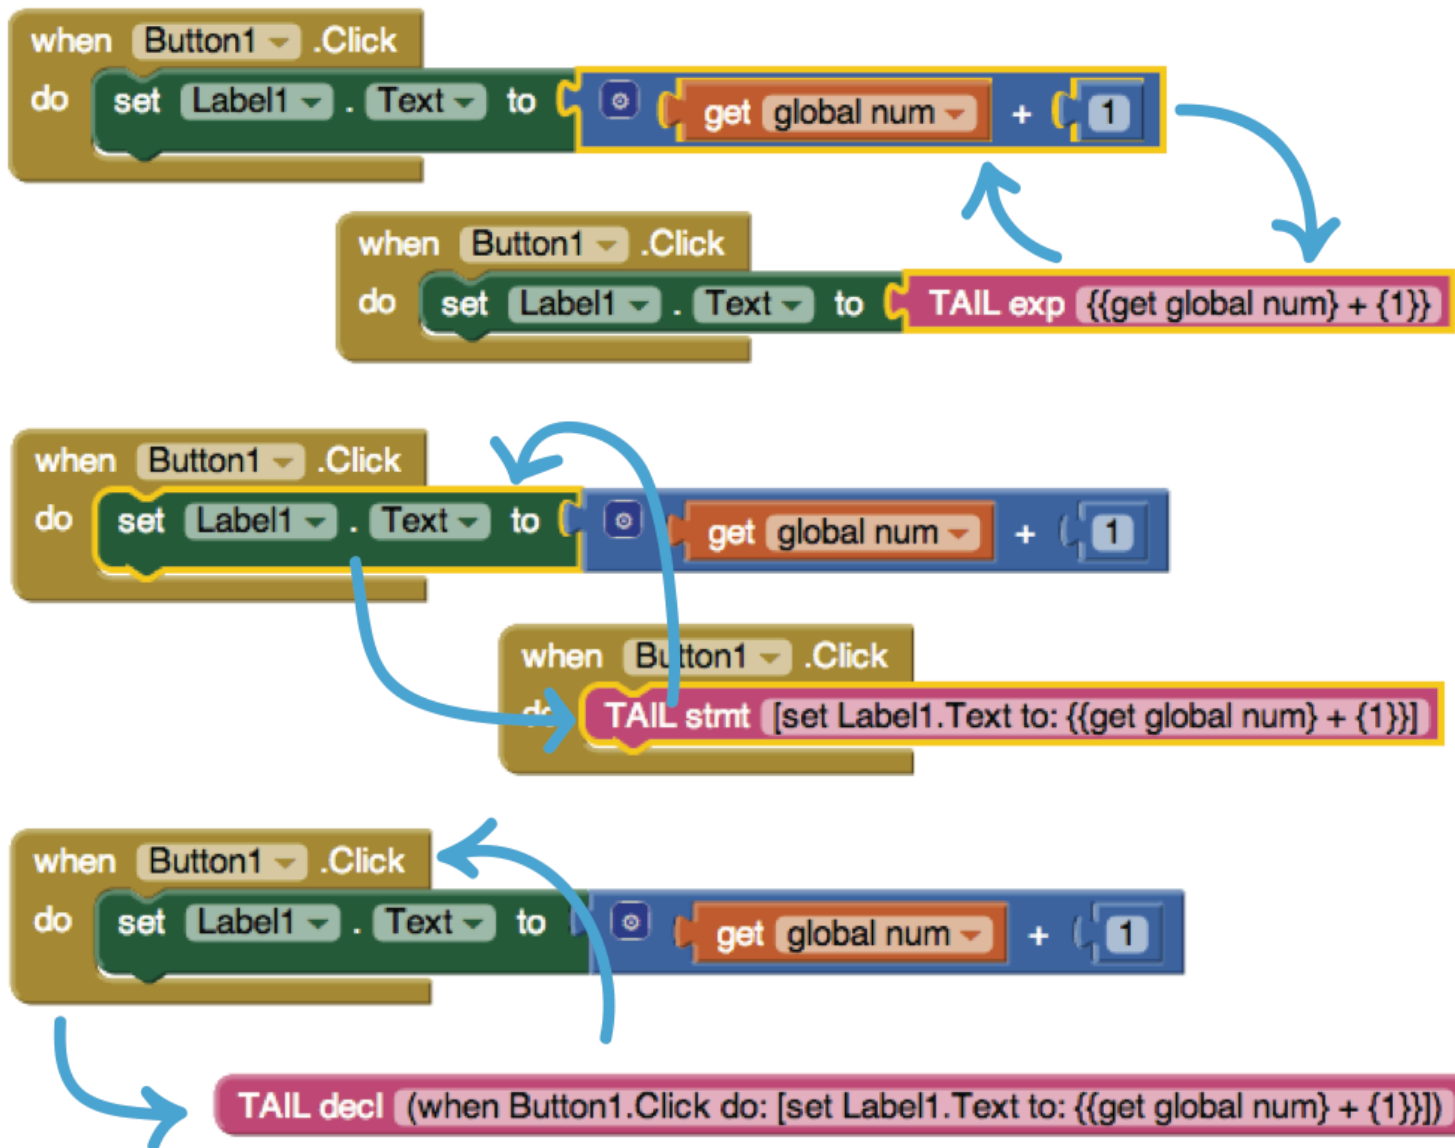 when Button1 .Click
do set Label1 . Text to get global num + 1
when Button1 .Click
do set Label1 . Text to TAIL exp {{get global num} + {1}}
when Button1 .Click
do set Label1 . Text to get global num + 1
when Button1 .Click
do TAIL stmt [set Label1.Text to: {{get global num} + {1}}]
when Button1 .Click
do set Label1 . Text to get global num + 1
TAIL decl (when Button1.Click do: [set Label1.Text to: {{get global num} + {1}}])